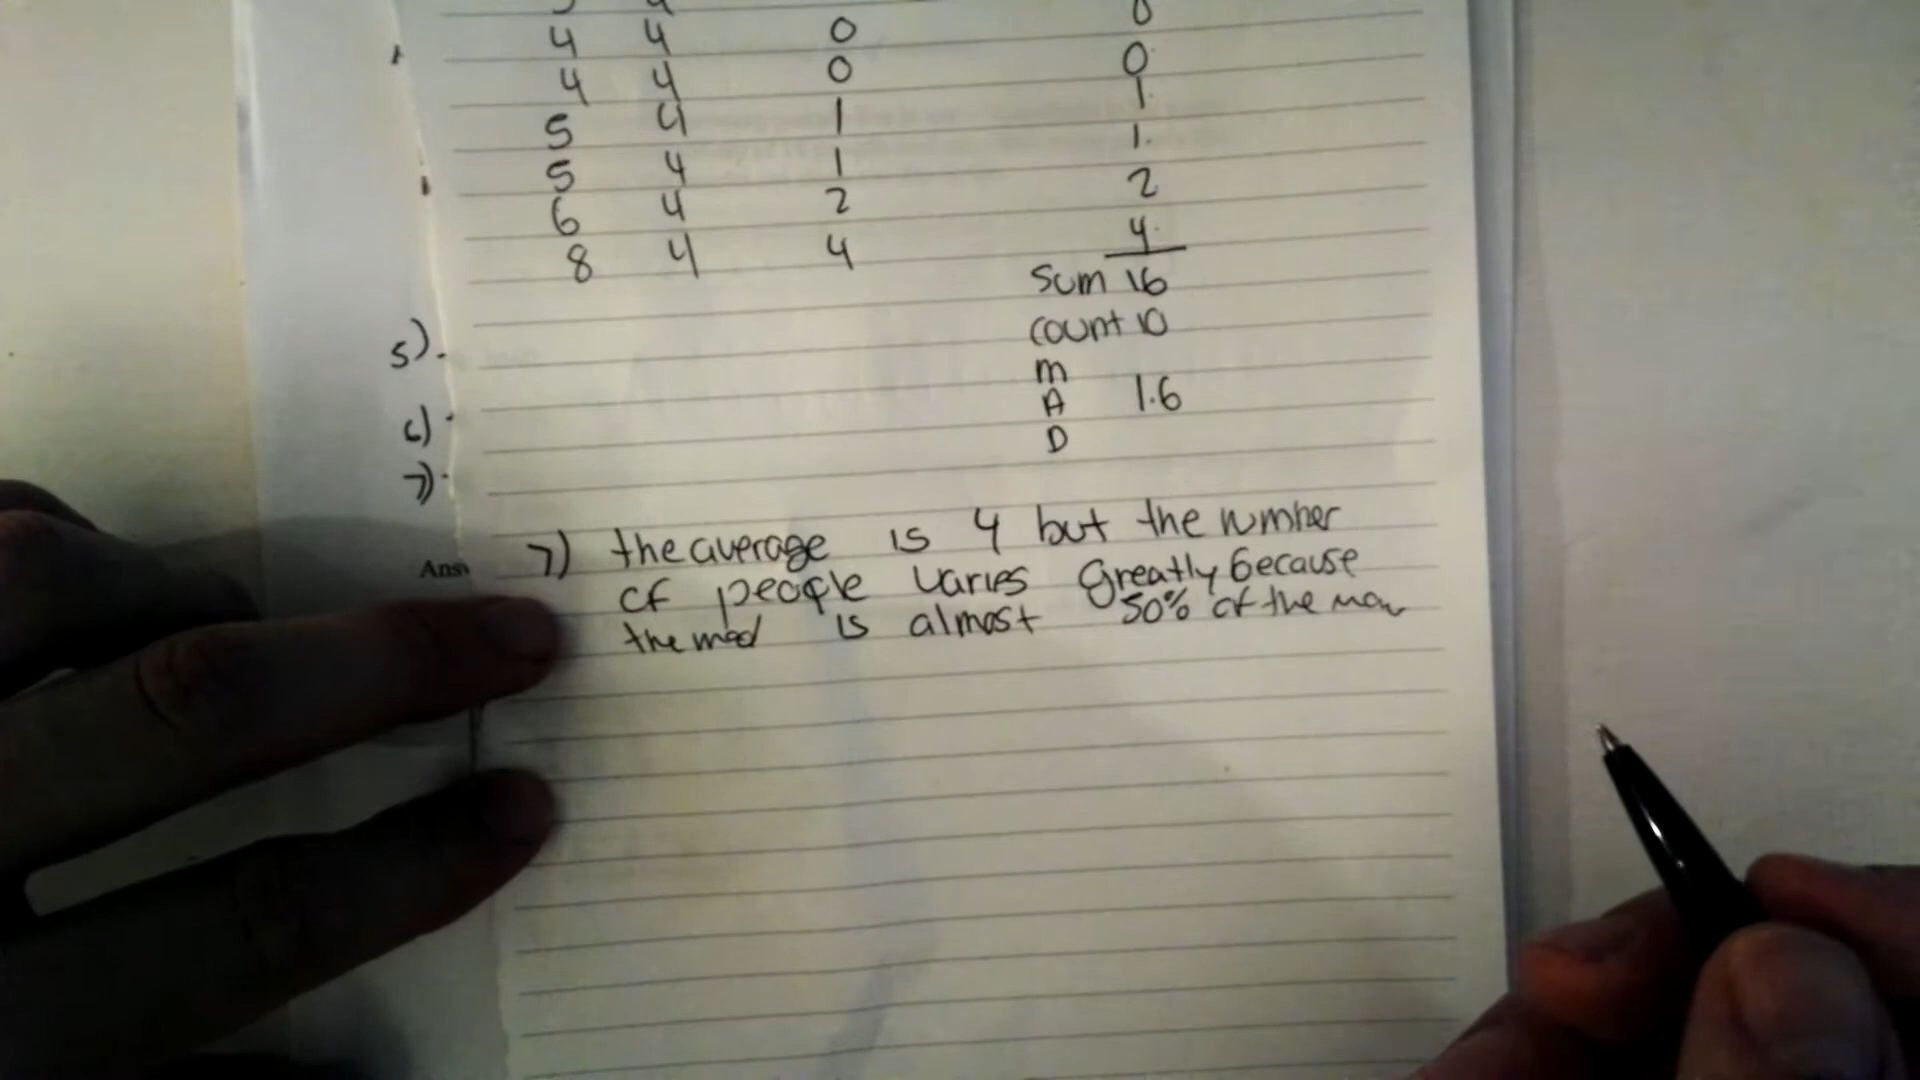 4 4 0 0
4 4 0 0
5 4 1 1
5 4 1 1
6 4 2 2
8 4 4 4
Sum 16
5). count 10
M
6) A 1.6
7) D
7) the average is 4 but the number
of people varies greatly because
the mad is almost 50% of the